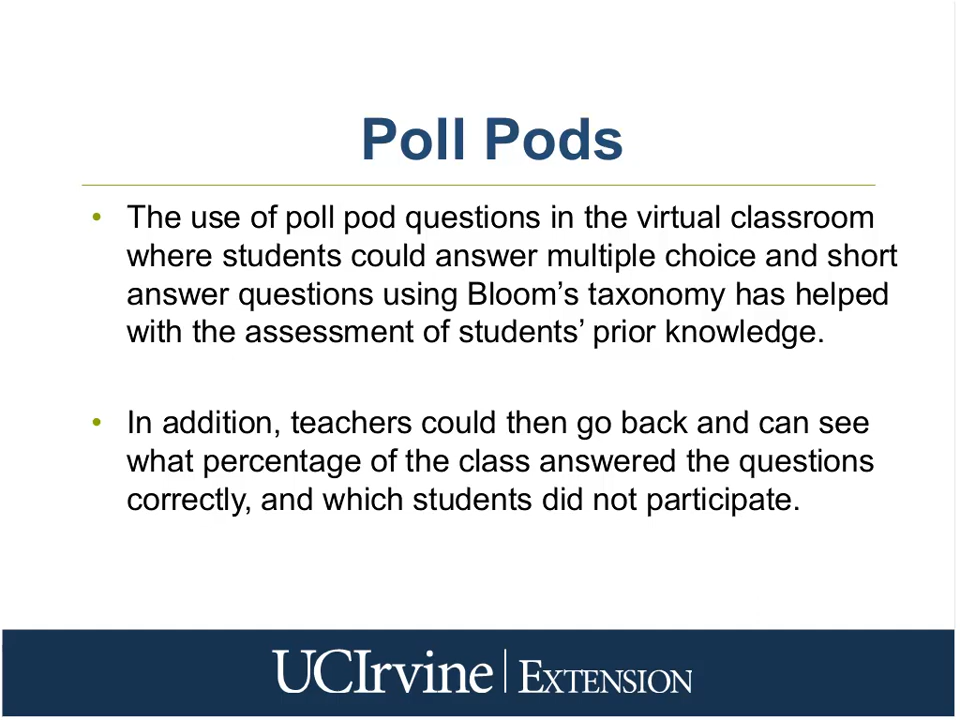 Poll Pods
• The use of poll pod questions in the virtual classroom
where students could answer multiple choice and short
answer questions using Bloom’s taxonomy has helped
with the assessment of students’ prior knowledge.
• In addition, teachers could then go back and can see
what percentage of the class answered the questions
correctly, and which students did not participate.
UCIrvine | EXTENSION